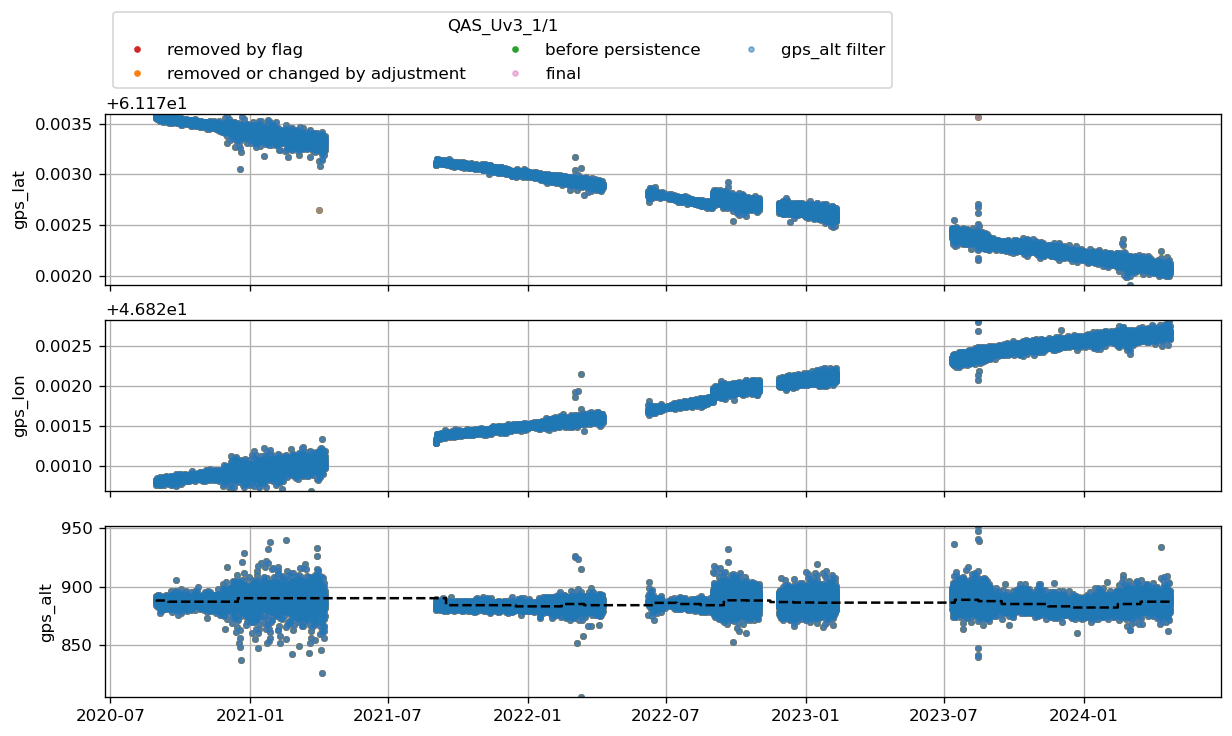 QAS_Uv3_1/1
removed by flag
before persistence
gps_alt filter
removed or changed by adjustment
final
+6.117e1
0.0035
0.0030
0.0025
0.0020
gps_lat
+4.682e1
0.0025
0.0020
0.0015
0.0010
gps_lon
950
900
850
gps_alt
2020-07
2021-01
2021-07
2022-01
2022-07
2023-01
2023-07
2024-01